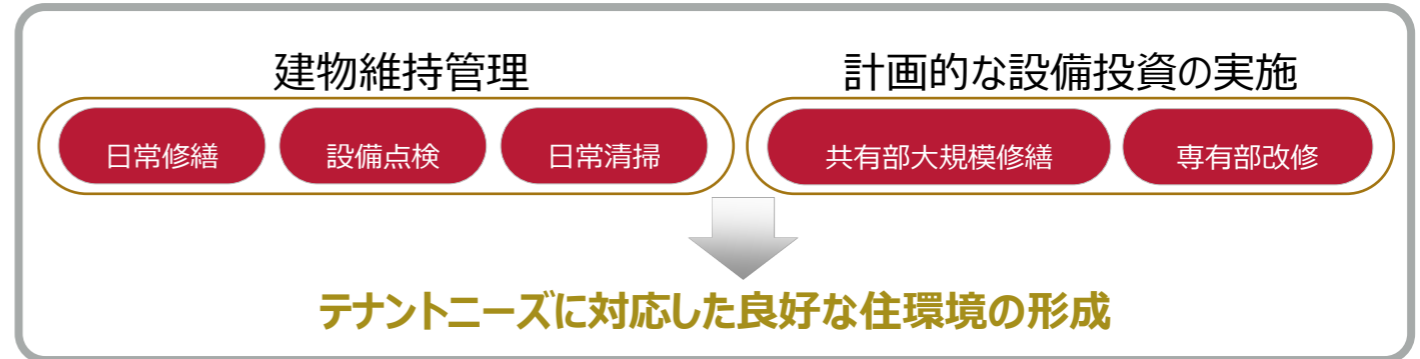 建物維持管理
計画的な設備投資の実施
日常修繕
設備点検
日常清掃
共有部大規模修繕
専有部改修
テナントニーズに対応した良好な住環境の形成